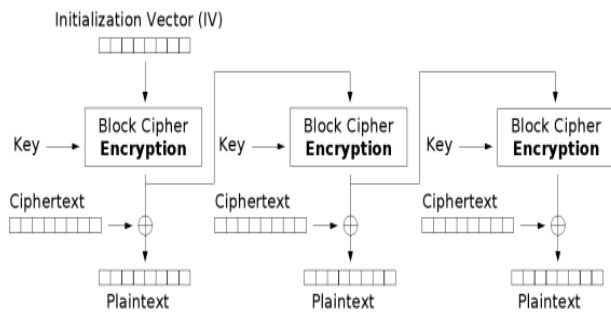 Initialization Vector (IV)
Block Cipher
Encryption
Key
Block Cipher
Encryption
Key
Block Cipher
Encryption
Key
Ciphertext
Ciphertext
Ciphertext
Plaintext
Plaintext
Plaintext